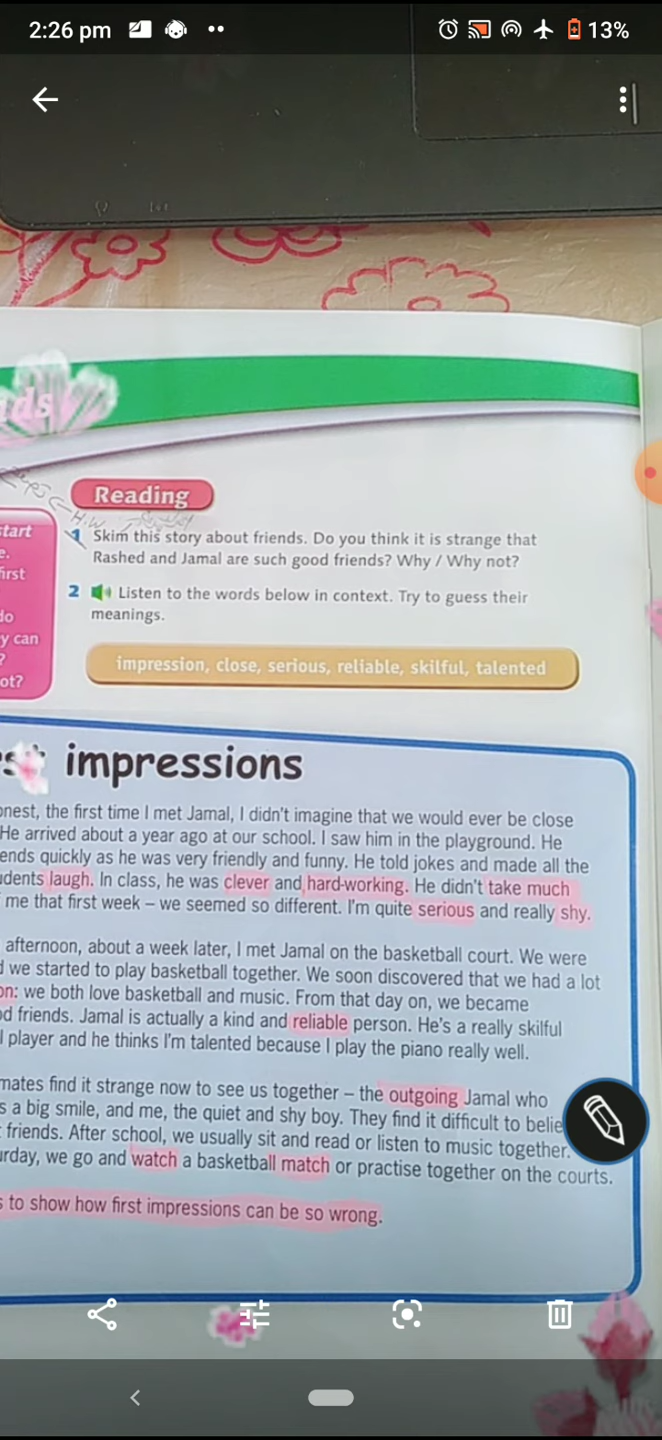 2:26 pm
13%
ds
Reading
H.W
1 Skim this story about friends. Do you think it is strange that
Rashed and Jamal are such good friends? Why / Why not?
2 Listen to the words below in context. Try to guess their
meanings.
tart
e.
first
do
y can
?
ot?
impression, close, serious, reliable, skilful, talented
impressions
onest, the first time I met Jamal, I didn't imagine that we would ever be close
He arrived about a year ago at our school. I saw him in the playground. He
ends quickly as he was very friendly and funny. He told jokes and made all the
dents laugh. In class, he was clever and hard-working. He didn't take much
me that first week – we seemed so different. I'm quite serious and really shy.
afternoon, about a week later, I met Jamal on the basketball court. We were
d we started to play basketball together. We soon discovered that we had a lot
on: we both love basketball and music. From that day on, we became
od friends. Jamal is actually a kind and reliable person. He's a really skilful
l player and he thinks I'm talented because I play the piano really well.
mates find it strange now to see us together – the outgoing Jamal who
s a big smile, and me, the quiet and shy boy. They find it difficult to belie
friends. After school, we usually sit and read or listen to music together.
urday, we go and watch a basketball match or practise together on the courts.
s to show how first impressions can be so wrong.